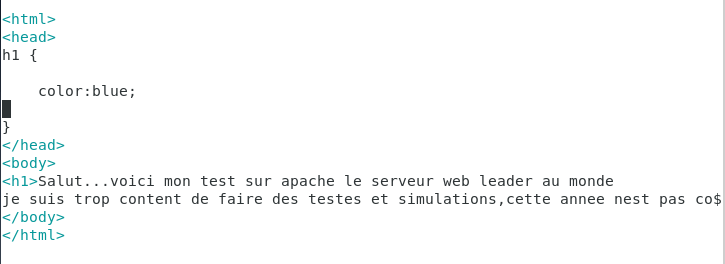 <html>
<head>
h1 {
color:blue;
}
</head>
<body>
<h1>Salut...voici mon test sur apache le serveur web leader au monde
je suis trop content de faire des testes et simulations,cette annee nest pas co$
</body>
</html>